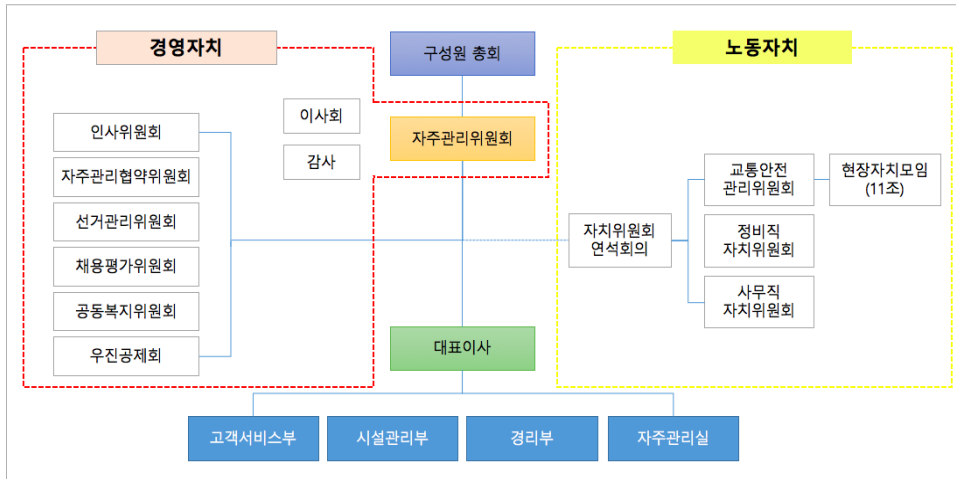 경영자치
구성원 총회
노동자치
이사회
자주관리위원회
감사
인사위원회
자주관리협약위원회
선거관리위원회
채용평가위원회
공동복지위원회
우진공제회
자치위원회
연석회의
교통안전
관리위원회
현장자치모임
(11조)
정비직
자치위원회
사무직
자치위원회
대표이사
고객서비스부
시설관리부
경리부
자주관리실